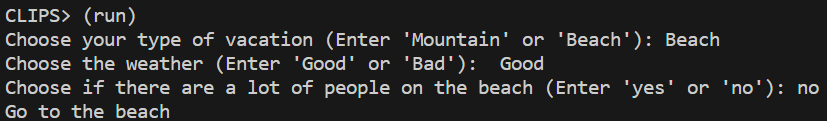 CLIPS> (run)
Choose your type of vacation (Enter 'Mountain' or 'Beach'): Beach
Choose the weather (Enter 'Good' or 'Bad'):  Good
Choose if there are a lot of people on the beach (Enter 'yes' or 'no'): no
Go to the beach